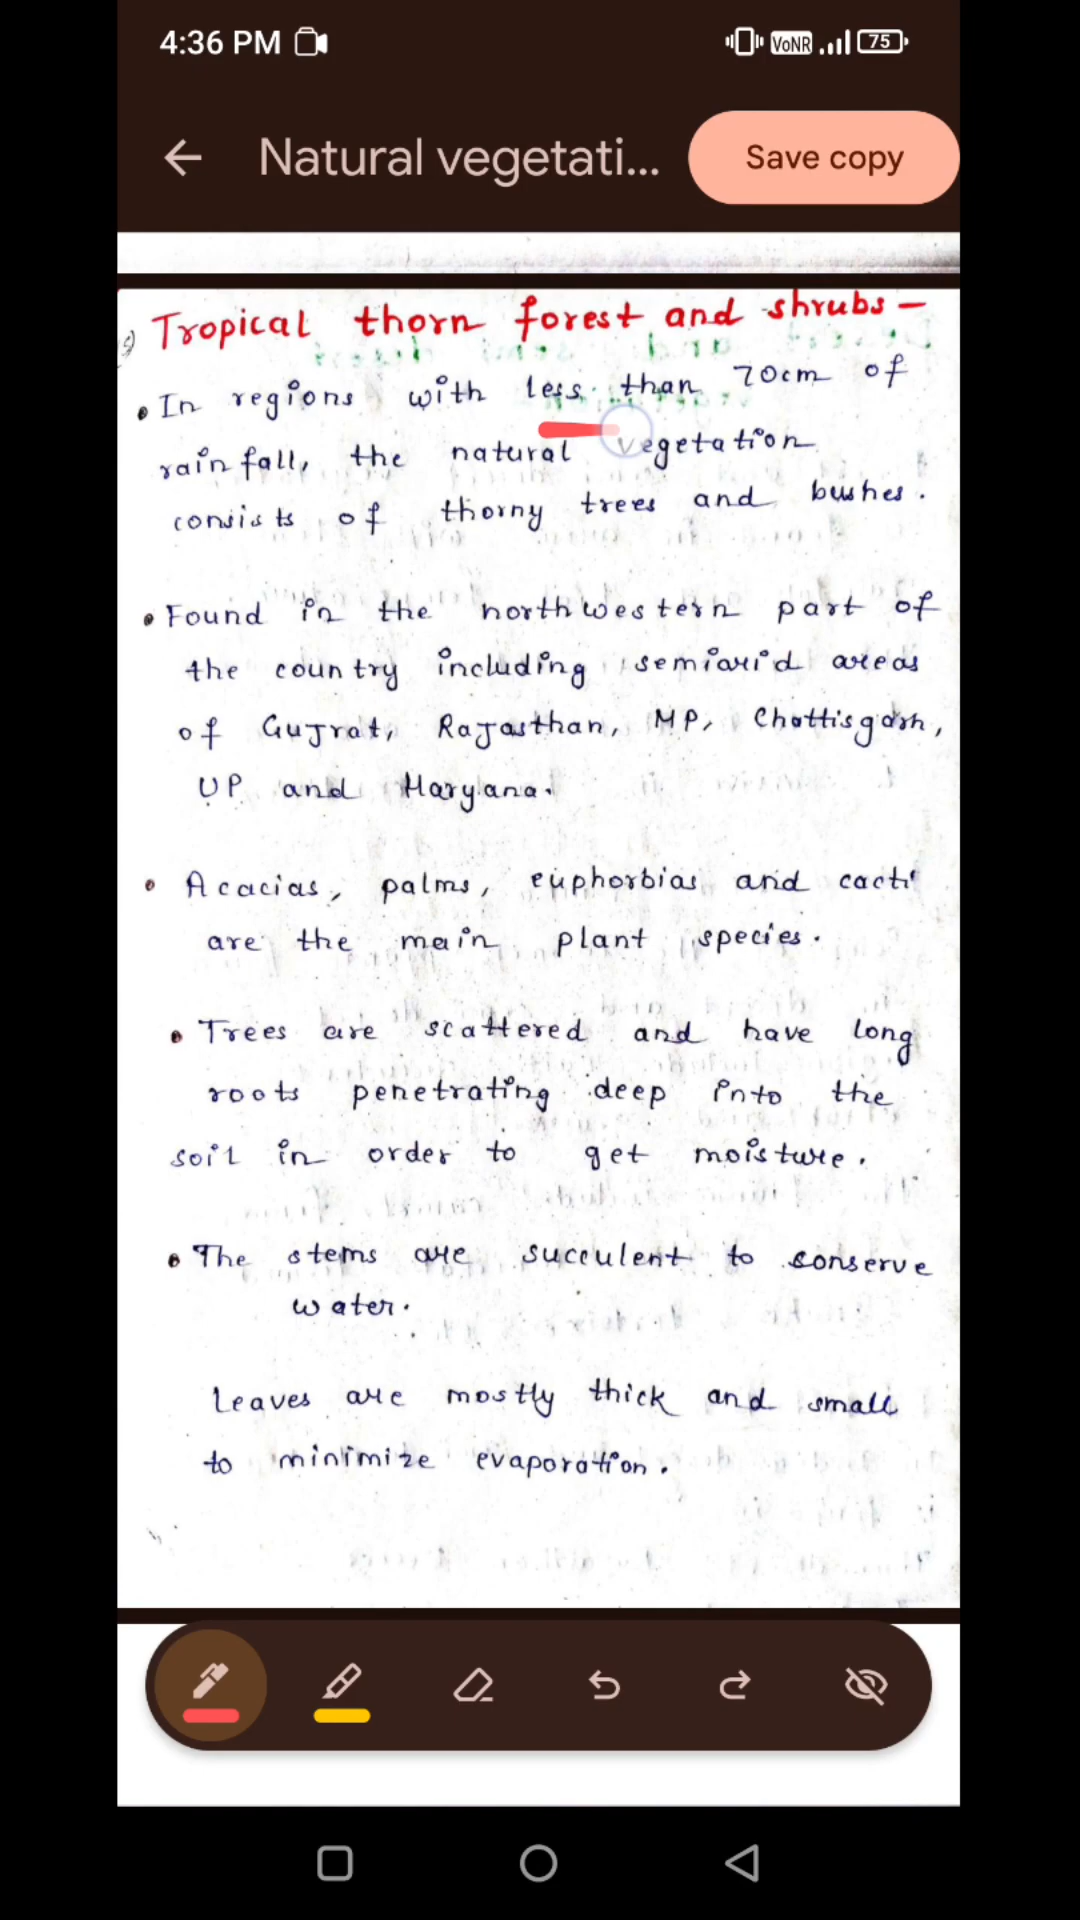 4:36 PM
VoNR
75
Natural vegetati...
Save copy
Tropical thorn forest and shrubs –
• In regions with less than 70cm of
rainfall, the natural vegetation
consists of thorny trees and bushes.
• Found in the northwestern part of
the country including semiarid areas
of Gujrat, Rajasthan, MP, Chattisgarh,
UP and Haryana.
• Acacias, palms, euphorbias and cacti
are the main plant species.
• Trees are scattered and have long
roots penetrating deep into the
soil in order to get moisture.
• The stems are succulent to conserve
water.
Leaves are mostly thick and small
to minimize evaporation.